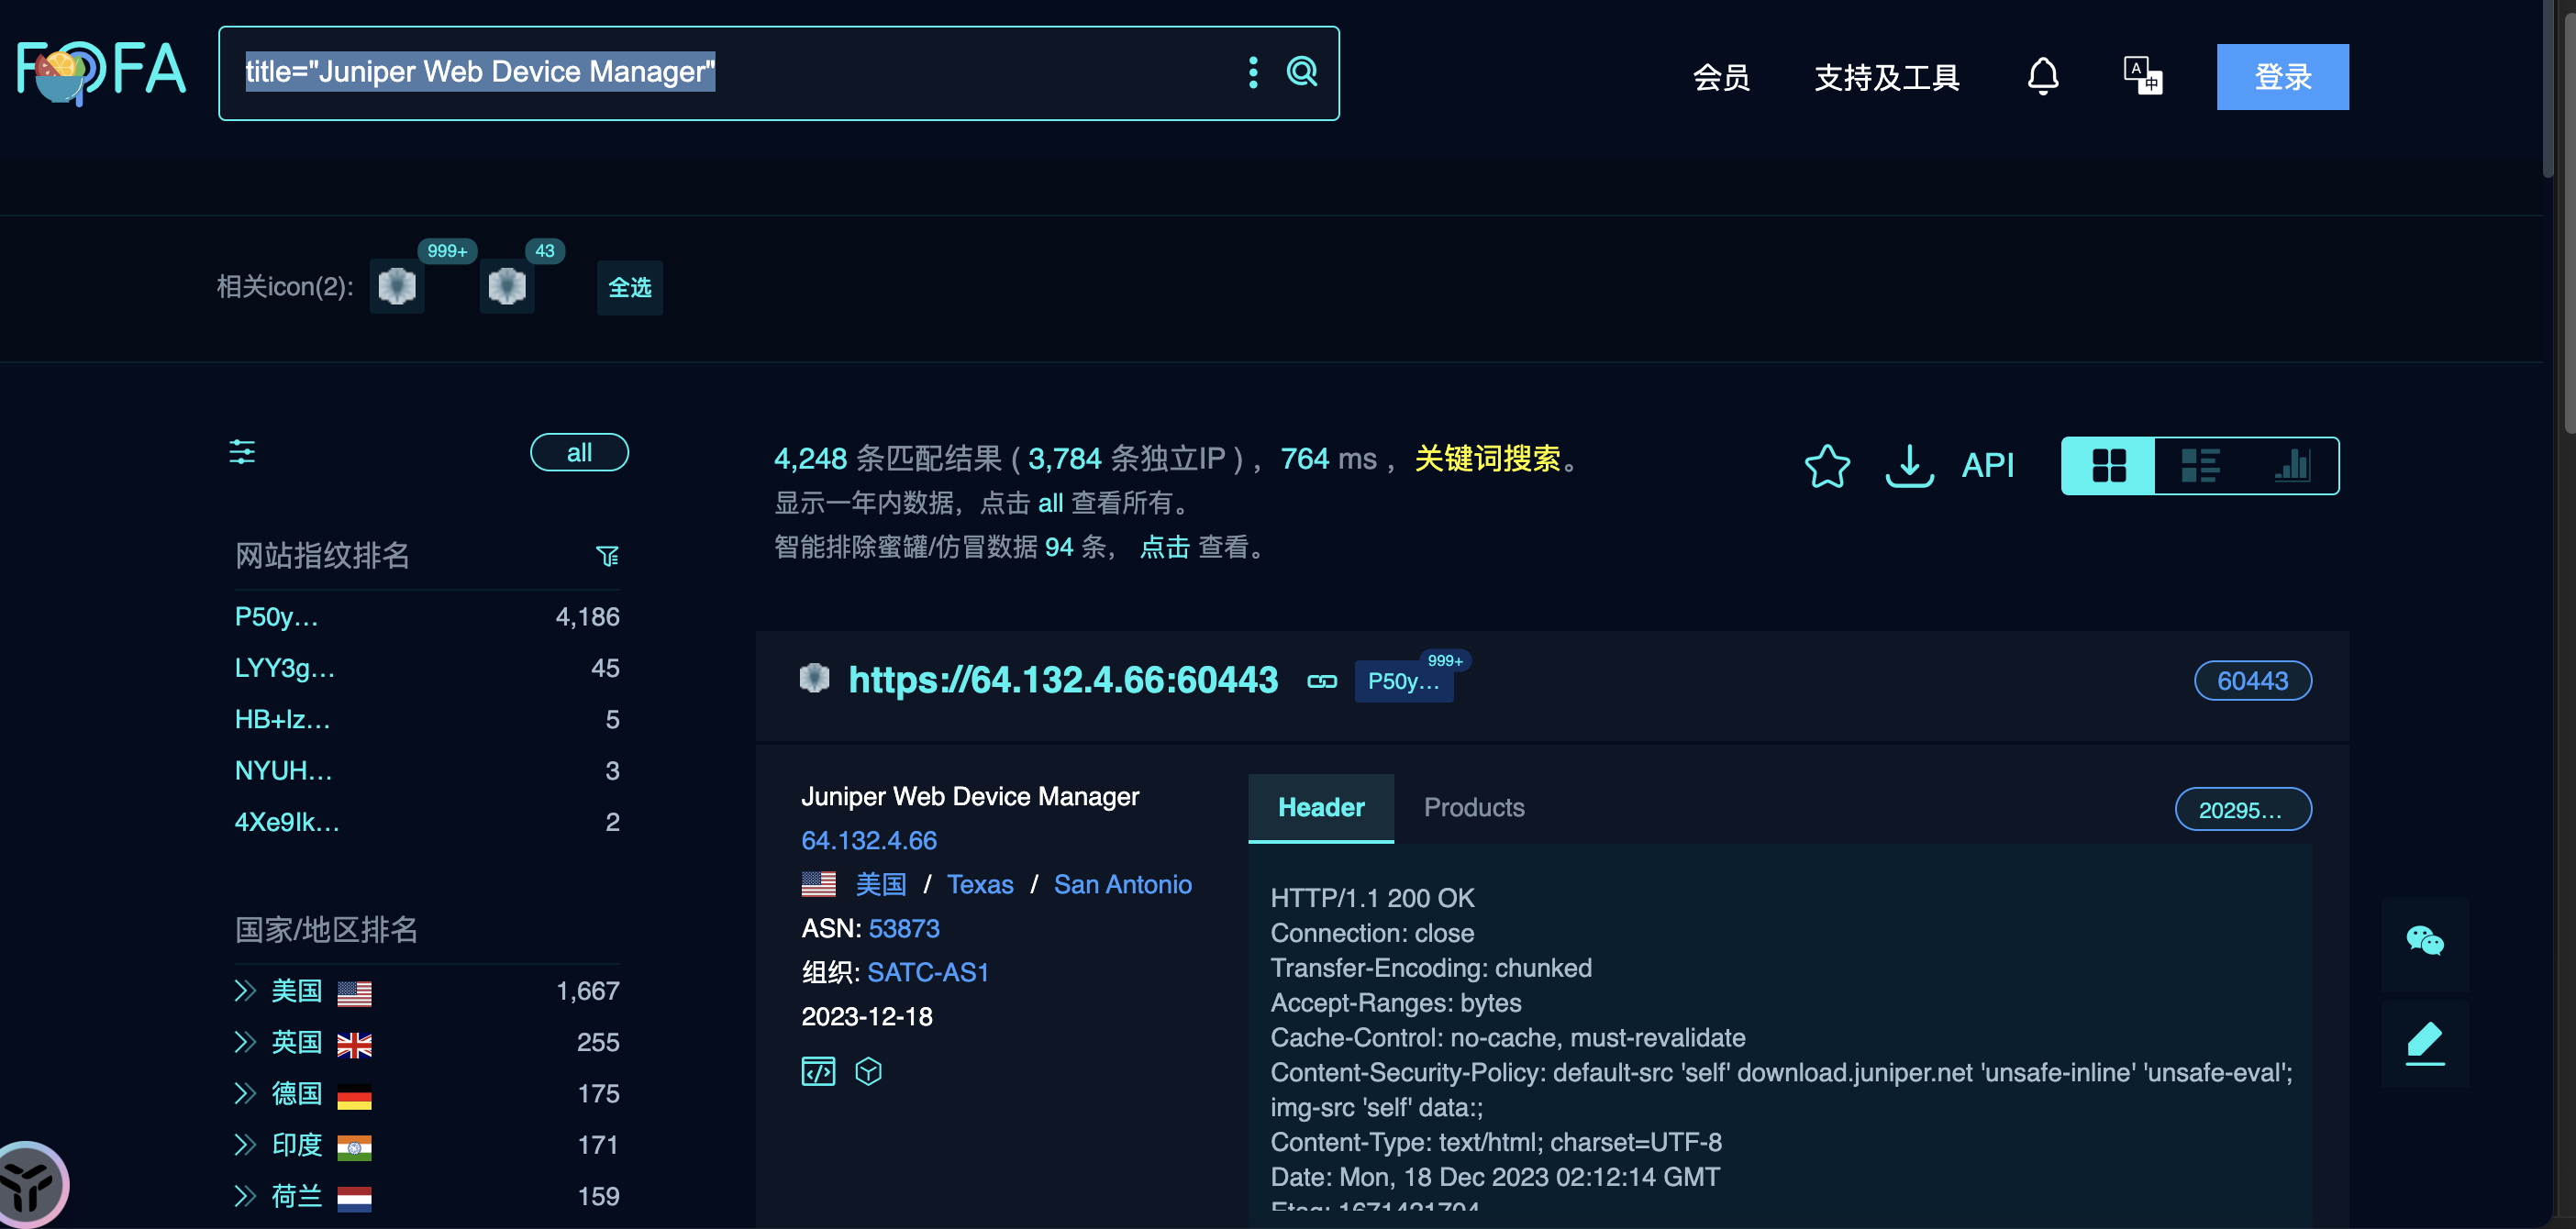 FOFA
title="Juniper Web Device Manager"
会员
支持及工具
登录
相关icon(2):
999+
43
全选
all
4,248 条匹配结果 ( 3,784 条独立IP ) ，764 ms ，关键词搜索。
显示一年内数据，点击 all 查看所有。
智能排除蜜罐/仿冒数据 94 条， 点击 查看。
API
网站指纹排名
P50y... 4,186
LYY3g... 45
HB+Iz... 5
NYUH... 3
4Xe9Ik... 2
国家/地区排名
美国 1,667
英国 255
德国 175
印度 171
荷兰 159
https://64.132.4.66:60443
P50y...
999+
60443
Juniper Web Device Manager
64.132.4.66
美国 / Texas / San Antonio
ASN: 53873
组织: SATC-AS1
2023-12-18
Header
Products
20295...
HTTP/1.1 200 OK
Connection: close
Transfer-Encoding: chunked
Accept-Ranges: bytes
Cache-Control: no-cache, must-revalidate
Content-Security-Policy: default-src 'self' download.juniper.net 'unsafe-inline' 'unsafe-eval';
img-src 'self' data:;
Content-Type: text/html; charset=UTF-8
Date: Mon, 18 Dec 2023 02:12:14 GMT